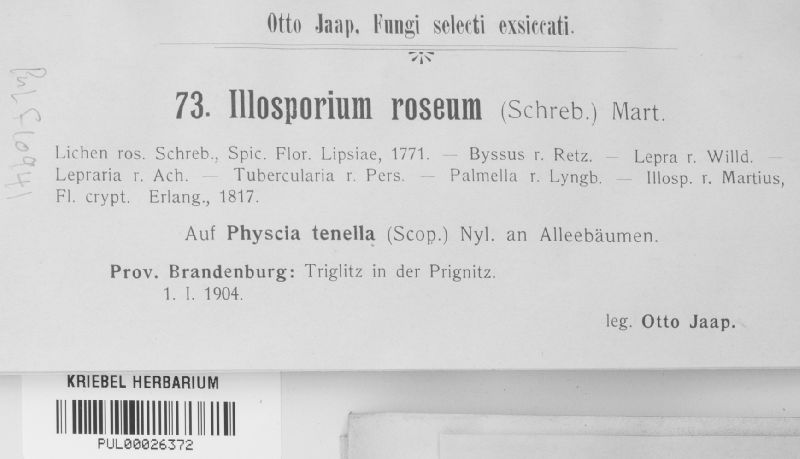 Otto Jaap, Fungi selecti exsiccati.
73. Illosporium roseum (Schreb.) Mart.
Lichen ros. Schreb., Spic. Flor. Lipsiae, 1771. — Byssus r. Retz. — Lepra r. Willd. —
Lepraria r. Ach. — Tubercularia r. Pers. — Palmella r. Lyngb. — Illosp. r. Martius,
Fl. crypt. Erlang., 1817.
Auf Physcia tenella (Scop.) Nyl. an Alleebäumen.
Prov. Brandenburg: Triglitz in der Prignitz.
1. I. 1904.
leg. Otto Jaap.
PUL F10941
KRIEBEL HERBARIUM
PUL00026372